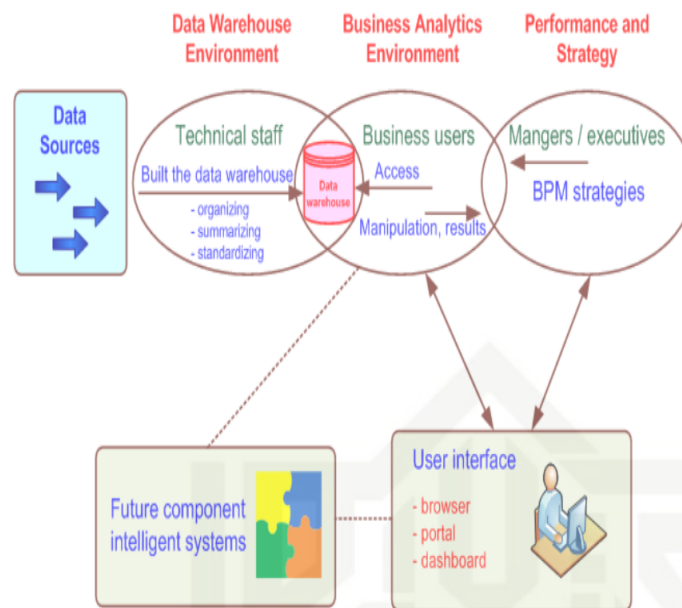 Data Warehouse
Environment
Business Analytics
Environment
Performance and
Strategy
Data
Sources
Technical staff
Built the data warehouse
- organizing
- summarizing
- standardizing
Data
warehouse
Business users
Access
Manipulation, results
Mangers / executives
BPM strategies
Future component
intelligent systems
User interface
- browser
- portal
- dashboard